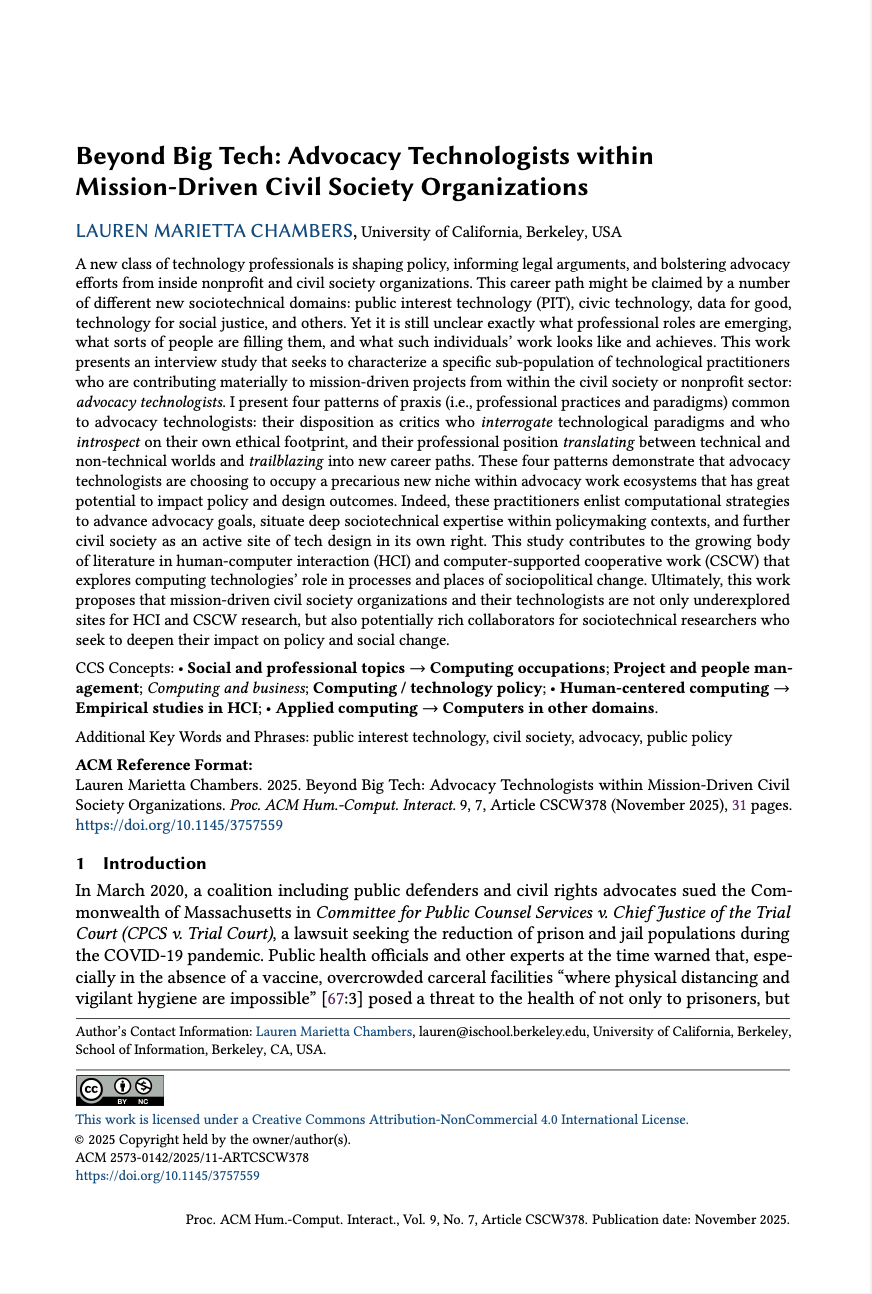 Beyond Big Tech: Advocacy Technologists within
Mission-Driven Civil Society Organizations
LAUREN MARIETTA CHAMBERS, University of California, Berkeley, USA
A new class of technology professionals is shaping policy, informing legal arguments, and bolstering advocacy
efforts from inside nonprofit and civil society organizations. This career path might be claimed by a number
of different new sociotechnical domains: public interest technology (PIT), civic technology, data for good,
technology for social justice, and others. Yet it is still unclear exactly what professional roles are emerging,
what sorts of people are filling them, and what such individuals’ work looks like and achieves. This work
presents an interview study that seeks to characterize a specific sub-population of technological practitioners
who are contributing materially to mission-driven projects from within the civil society or nonprofit sector:
advocacy technologists. I present four patterns of praxis (i.e., professional practices and paradigms) common
to advocacy technologists: their disposition as critics who interrogate technological paradigms and who
introspect on their own ethical footprint, and their professional position translating between technical and
non-technical worlds and trailblazing into new career paths. These four patterns demonstrate that advocacy
technologists are choosing to occupy a precarious new niche within advocacy work ecosystems that has great
potential to impact policy and design outcomes. Indeed, these practitioners enlist computational strategies
to advance advocacy goals, situate deep sociotechnical expertise within policymaking contexts, and further
civil society as an active site of tech design in its own right. This study contributes to the growing body
of literature in human-computer interaction (HCI) and computer-supported cooperative work (CSCW) that
explores computing technologies’ role in processes and places of sociopolitical change. Ultimately, this work
proposes that mission-driven civil society organizations and their technologists are not only underexplored
sites for HCI and CSCW research, but also potentially rich collaborators for sociotechnical researchers who
seek to deepen their impact on policy and social change.
CCS Concepts: • Social and professional topics → Computing occupations; Project and people man-
agement; Computing and business; Computing / technology policy; • Human-centered computing →
Empirical studies in HCI; • Applied computing → Computers in other domains.
Additional Key Words and Phrases: public interest technology, civil society, advocacy, public policy
ACM Reference Format:
Lauren Marietta Chambers. 2025. Beyond Big Tech: Advocacy Technologists within Mission-Driven Civil
Society Organizations. Proc. ACM Hum.-Comput. Interact. 9, 7, Article CSCW378 (November 2025), 31 pages.
https://doi.org/10.1145/3757559
1 Introduction
In March 2020, a coalition including public defenders and civil rights advocates sued the Com-
monwealth of Massachusetts in Committee for Public Counsel Services v. Chief Justice of the Trial
Court (CPCS v. Trial Court), a lawsuit seeking the reduction of prison and jail populations during
the COVID-19 pandemic. Public health officials and other experts at the time warned that, espe-
cially in the absence of a vaccine, overcrowded carceral facilities “where physical distancing and
vigilant hygiene are impossible” [67:3] posed a threat to the health of not only to prisoners, but
Author’s Contact Information: Lauren Marietta Chambers, lauren@ischool.berkeley.edu, University of California, Berkeley,
School of Information, Berkeley, CA, USA.
cc BY NC
This work is licensed under a Creative Commons Attribution-NonCommercial 4.0 International License.
© 2025 Copyright held by the owner/author(s).
ACM 2573-0142/2025/11-ARTCSCW378
https://doi.org/10.1145/3757559
Proc. ACM Hum.-Comput. Interact., Vol. 9, No. 7, Article CSCW378. Publication date: November 2025.